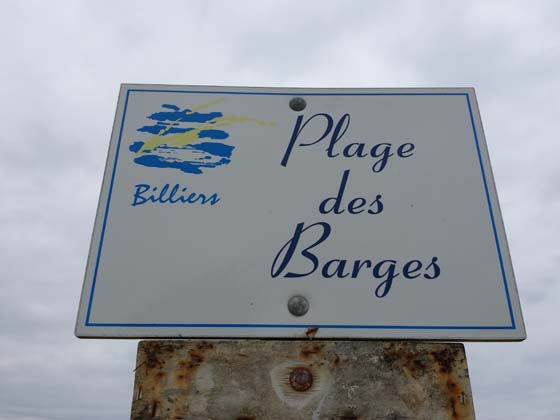 Plage
des
Barges
Billiers